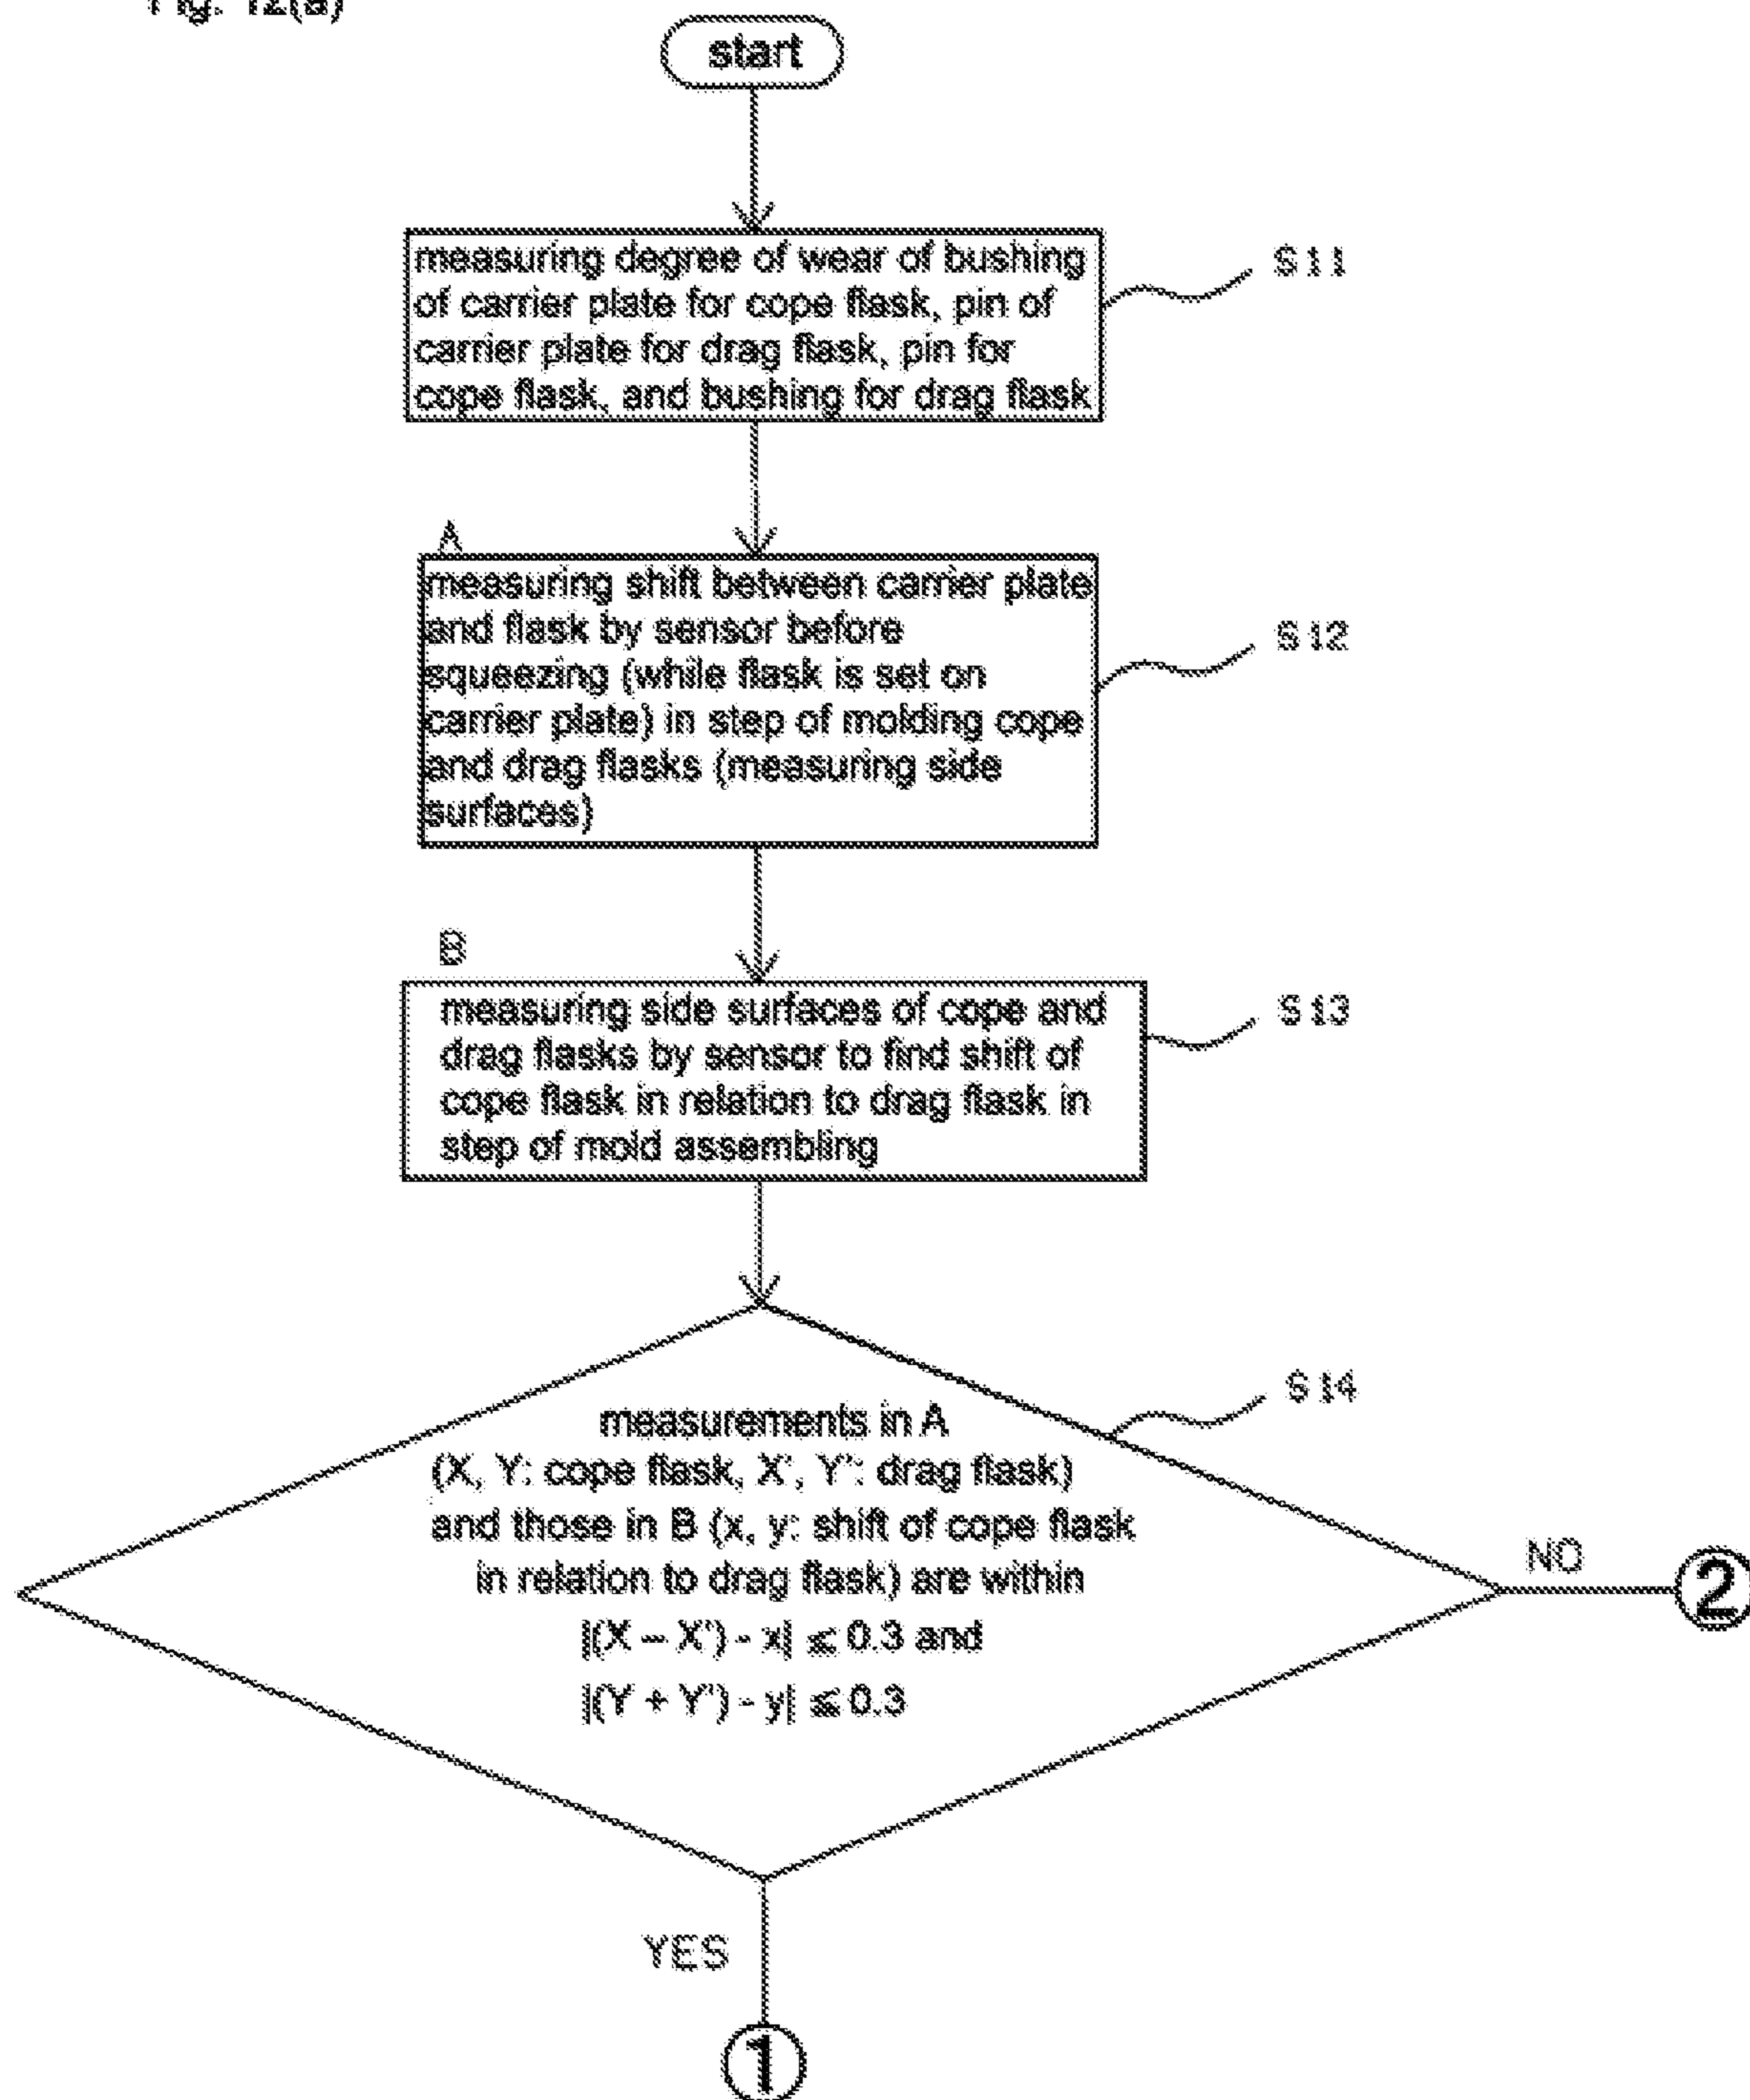 Fig. 12(a)
start
measuring degree of wear of bushing
of carrier plate for cope flask, pin of
carrier plate for drag flask, pin for
cope flask, and bushing for drag flask
S11
A
measuring shift between carrier plate
and flask by sensor before
squeezing (while flask is set on
carrier plate) in step of molding cope
and drag flasks (measuring side
surfaces)
S12
B
measuring side surfaces of cope and
drag flasks by sensor to find shift of
cope flask in relation to drag flask in
step of mold assembling
S13
S14
measurements in A
(X, Y: cope flask, X', Y': drag flask)
and those in B (x, y: shift of cope flask
in relation to drag flask) are within
|(X – X') - x| ≦ 0.3 and
|(Y + Y') - y| ≦ 0.3
NO
②
YES
①